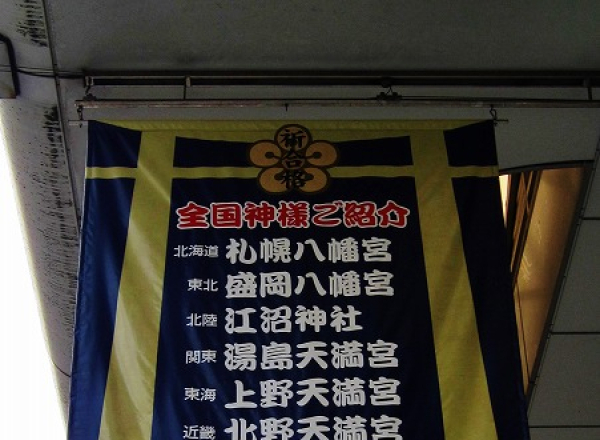 祈合格
全国神様ご紹介
北海道 札幌八幡宮
東北 盛岡八幡宮
北陸 江沼神社
関東 湯島天満宮
東海 上野天満宮
近畿 北野天満宮